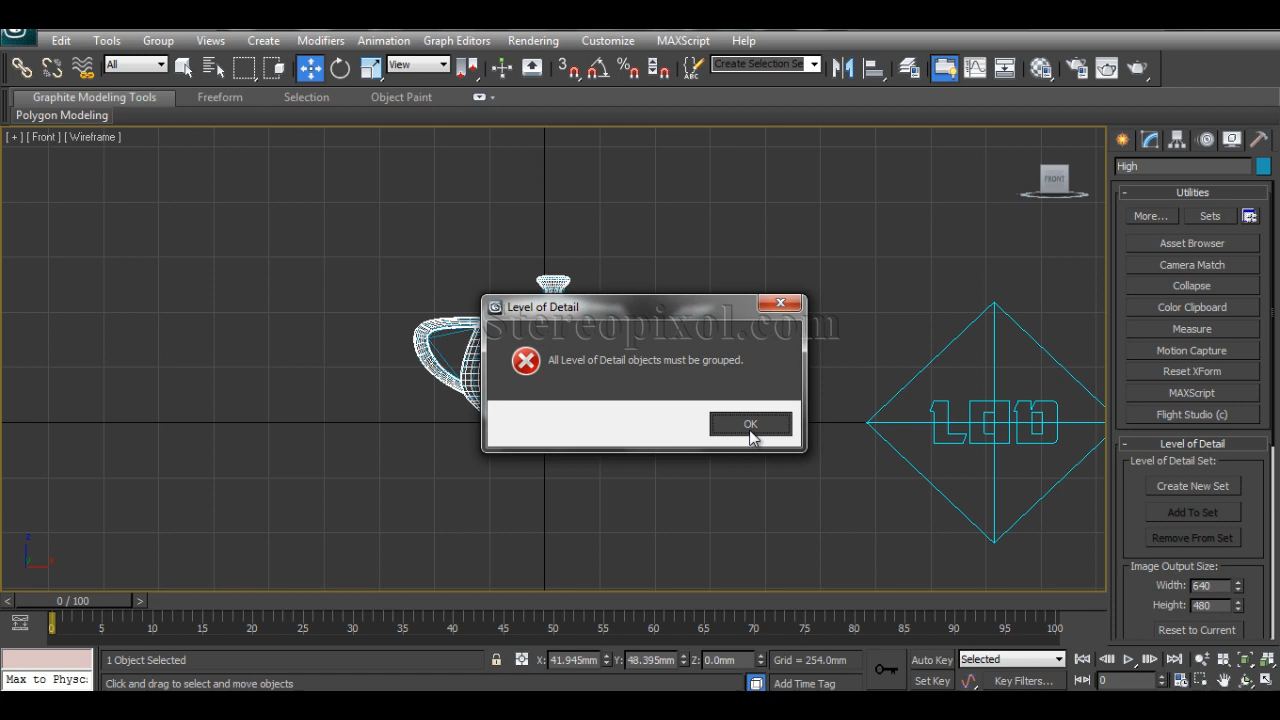 Edit Tools Group Views Create Modifiers Animation Graph Editors Rendering Customize MAXScript Help
All View 3 ABC Create Selection Se
Graphite Modeling Tools Freeform Selection Object Paint
Polygon Modeling
[ + ] [ Front ] [ Wireframe ]
FRONT
High
Utilities
More... Sets
Asset Browser
Camera Match
Collapse
Color Clipboard
Measure
Motion Capture
Reset XForm
MAXScript
Flight Studio (c)
Level of Detail
Level of Detail Set:
Create New Set
Add To Set
Remove From Set
Image Output Size:
Width: 640
Height: 480
Reset to Current
Level of Detail
Stereopixol.com
All Level of Detail objects must be grouped.
OK
LOD
z
x
< 0 / 100 >
0 5 10 15 20 25 30 35 40 45 50 55 60 65 70 75 80 85 90 95 100
1 Object Selected X: 41.945mm Y: 48.395mm Z: 0.0mm Grid = 254.0mm Auto Key Selected
Max to Physc Click and drag to select and move objects Add Time Tag Set Key Key Filters... 0